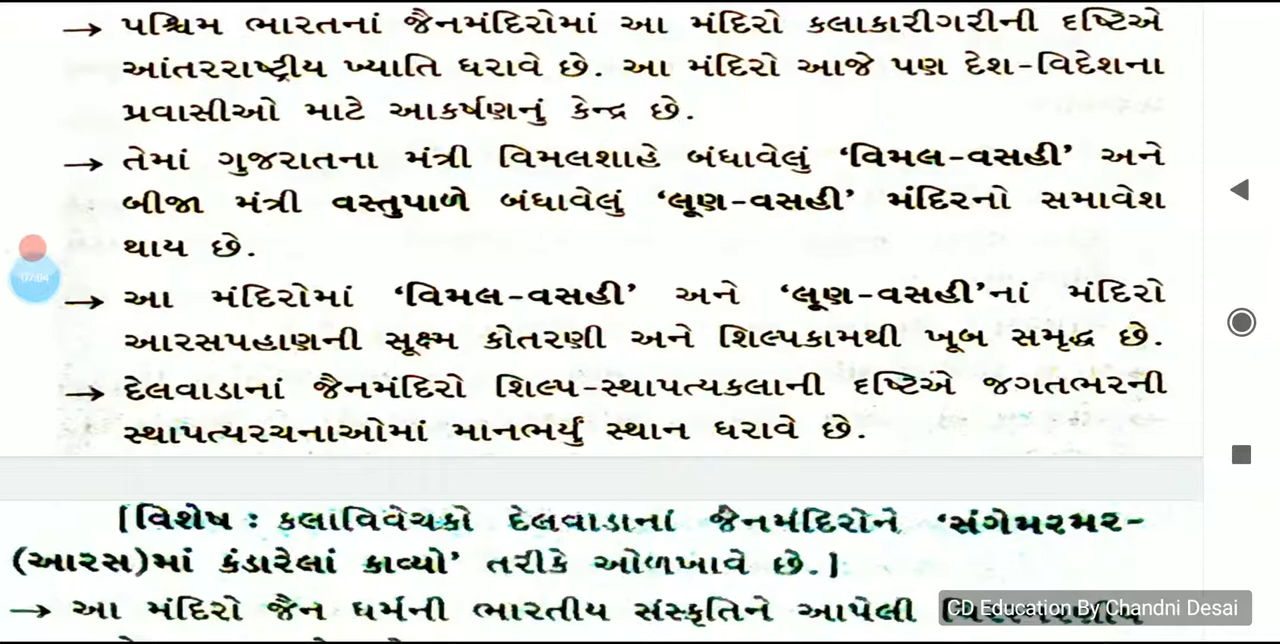 → પશ્ચિમ ભારતનાં જૈનમંદિરોમાં આ મંદિરો કલાકારીગરીની દૃષ્ટિએ
આંતરરાષ્ટ્રીય ખ્યાતિ ધરાવે છે. આ મંદિરો આજે પણ દેશ-વિદેશના
પ્રવાસીઓ માટે આકર્ષણનું કેન્દ્ર છે.
→ તેમાં ગુજરાતના મંત્રી વિમલશાહે બંધાવેલું ‘વિમલ-વસહી’ અને
બીજા મંત્રી વસ્તુપાળે બંધાવેલું ‘લૂણ-વસહી’ મંદિરનો સમાવેશ
થાય છે.
07:04
→ આ મંદિરોમાં ‘વિમલ-વસહી’ અને ‘લૂણ-વસહી’નાં મંદિરો
આરસપહાણની સૂક્ષ્મ કોતરણી અને શિલ્પકામથી ખૂબ સમૃદ્ધ છે.
→ દેલવાડાનાં જૈનમંદિરો શિલ્પ-સ્થાપત્યકલાની દૃષ્ટિએ જગતભરની
સ્થાપત્યરચનાઓમાં માનભર્યું સ્થાન ધરાવે છે.
[વિશેષ : કલાવિવેચકો દેલવાડાનાં જૈનમંદિરોને ‘સંગેમરમર-
(આરસ)માં કંડારેલાં કાવ્યો’ તરીકે ઓળખાવે છે.]
→ આ મંદિરો જૈન ધર્મની ભારતીય સંસ્કૃતિને આપેલી
CD Education By Chandni Desai